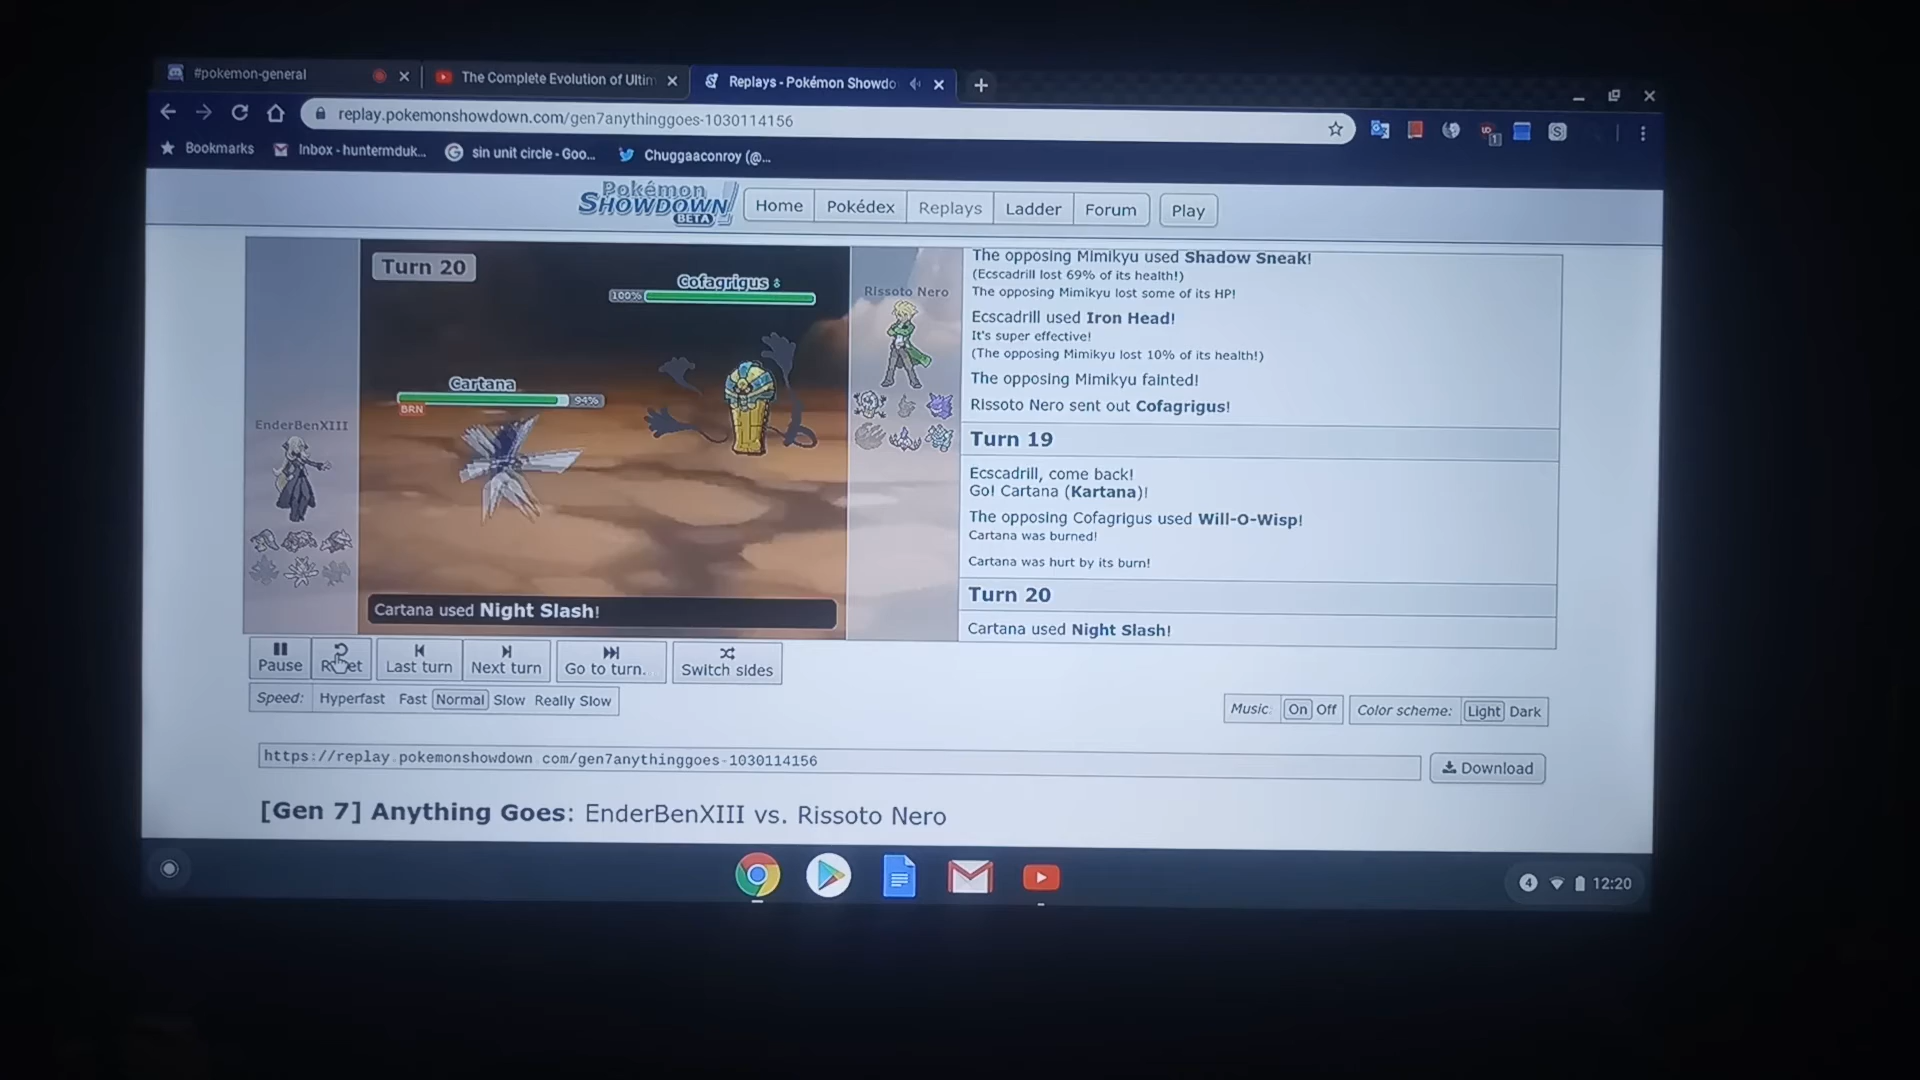 #pokemon-general
The Complete Evolution of Ultim
Replays - Pokémon Showdo
replay.pokemonshowdown.com/gen7anythinggoes-1030114156
Bookmarks
Inbox - huntermduk...
sin unit circle - Goo...
Chuggaaconroy (@...
Pokémon
SHOWDOWN
BETA
Home
Pokédex
Replays
Ladder
Forum
Play
Turn 20
Cofagrigus
100%
Cartana
94%
BRN
EnderBenXIII
Rissoto Nero
Cartana used Night Slash!
The opposing Mimikyu used Shadow Sneak!
(Ecscadrill lost 69% of its health!)
The opposing Mimikyu lost some of its HP!
Ecscadrill used Iron Head!
It's super effective!
(The opposing Mimikyu lost 10% of its health!)
The opposing Mimikyu fainted!
Rissoto Nero sent out Cofagrigus!
Turn 19
Ecscadrill, come back!
Go! Cartana (Kartana)!
The opposing Cofagrigus used Will-O-Wisp!
Cartana was burned!
Cartana was hurt by its burn!
Turn 20
Cartana used Night Slash!
Pause
Last turn
Next turn
Go to turn...
Switch sides
Speed: Hyperfast Fast Normal Slow Really Slow
Music: On Off
Color scheme: Light Dark
https://replay.pokemonshowdown.com/gen7anythinggoes-1030114156
Download
[Gen 7] Anything Goes: EnderBenXIII vs. Rissoto Nero
4
12:20